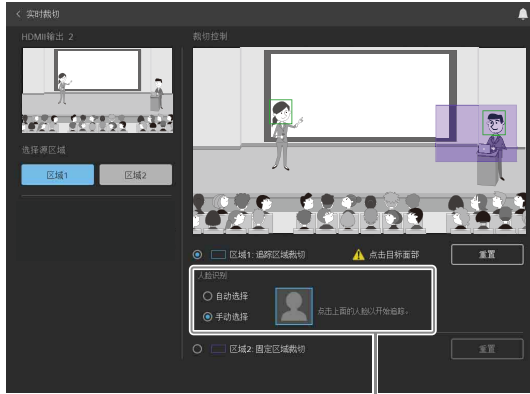 实时裁切
HDMI输出 2
裁切控制
选择源区域
区域1
区域2
区域1: 追踪区域裁切
点击目标面部
重置
人脸识别
自动选择
手动选择
点击上面的人脸以开始追踪。
区域2: 固定区域裁切
重置